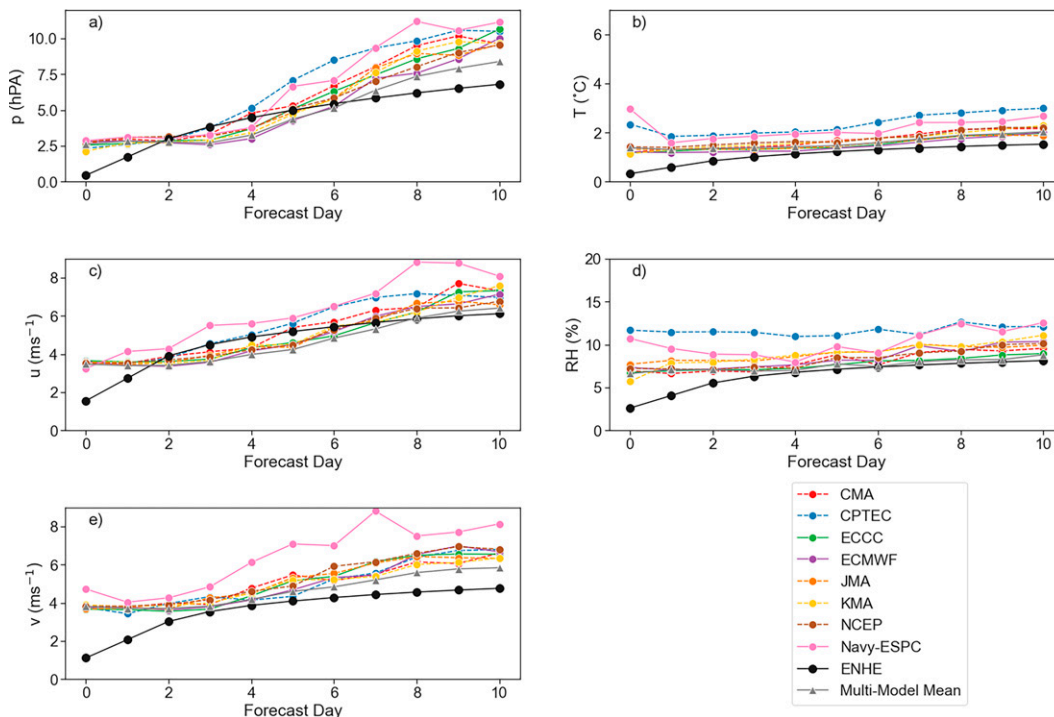 a)
p (hPA)
10.0
7.5
5.0
2.5
0.0
0 2 4 6 8 10
Forecast Day
b)
T (˚C)
6
4
2
0
0 2 4 6 8 10
Forecast Day
c)
u (ms⁻¹)
8
6
4
2
0
0 2 4 6 8 10
Forecast Day
d)
RH (%)
20
15
10
5
0
0 2 4 6 8 10
Forecast Day
e)
v (ms⁻¹)
8
6
4
2
0
0 2 4 6 8 10
Forecast Day
CMA
CPTEC
ECCC
ECMWF
JMA
KMA
NCEP
Navy-ESPC
ENHE
Multi-Model Mean